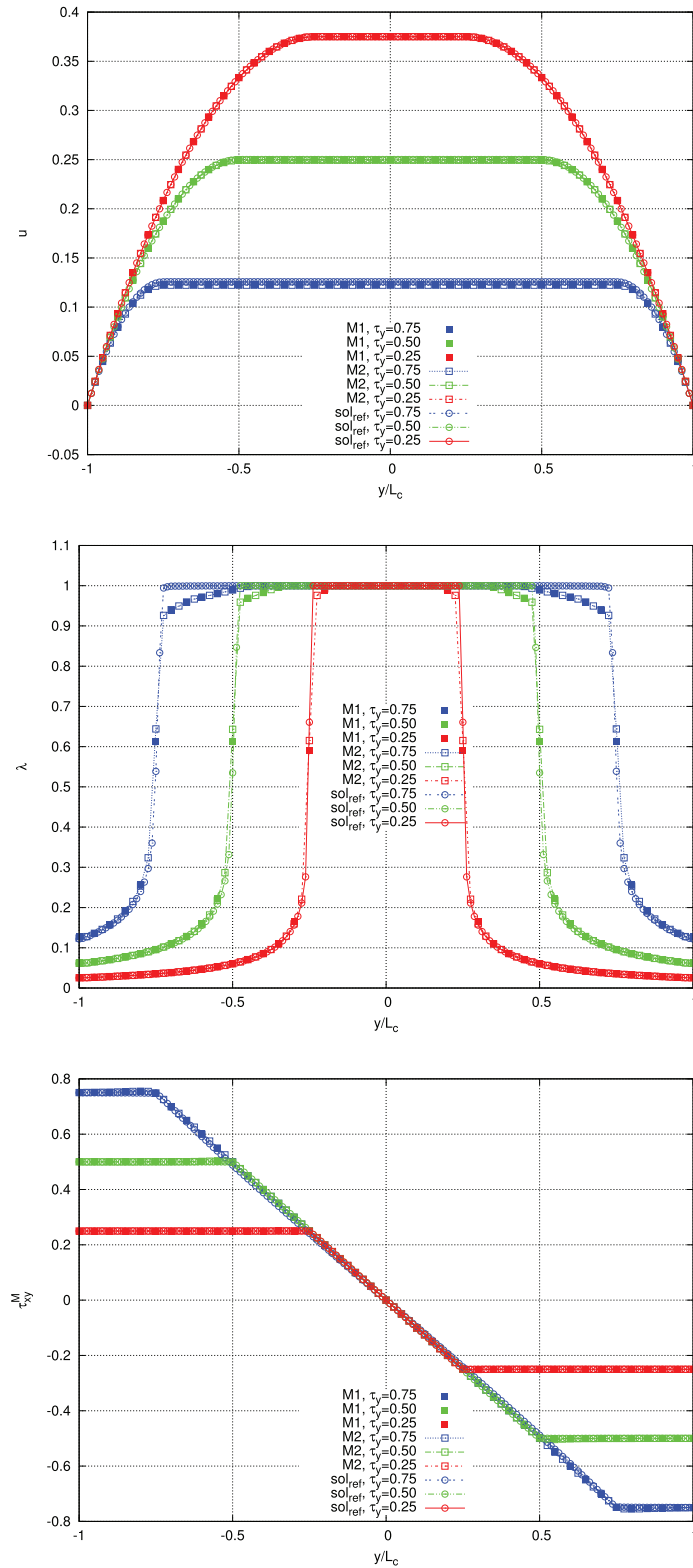 0.4
0.35
0.3
0.25
0.2
0.15
0.1
0.05
0
-0.05
u
M1, τy=0.75
M1, τy=0.50
M1, τy=0.25
M2, τy=0.75
M2, τy=0.50
M2, τy=0.25
solref, τy=0.75
solref, τy=0.50
solref, τy=0.25
-1 -0.5 0 0.5 1
y/Lc
1.1
1
0.9
0.8
0.7
0.6
0.5
0.4
0.3
0.2
0.1
0
λ
M1, τy=0.75
M1, τy=0.50
M1, τy=0.25
M2, τy=0.75
M2, τy=0.50
M2, τy=0.25
solref, τy=0.75
solref, τy=0.50
solref, τy=0.25
-1 -0.5 0 0.5 1
y/Lc
0.8
0.6
0.4
0.2
0
-0.2
-0.4
-0.6
-0.8
τxyM
M1, τy=0.75
M1, τy=0.50
M1, τy=0.25
M2, τy=0.75
M2, τy=0.50
M2, τy=0.25
solref, τy=0.75
solref, τy=0.50
solref, τy=0.25
-1 -0.5 0 0.5 1
y/Lc